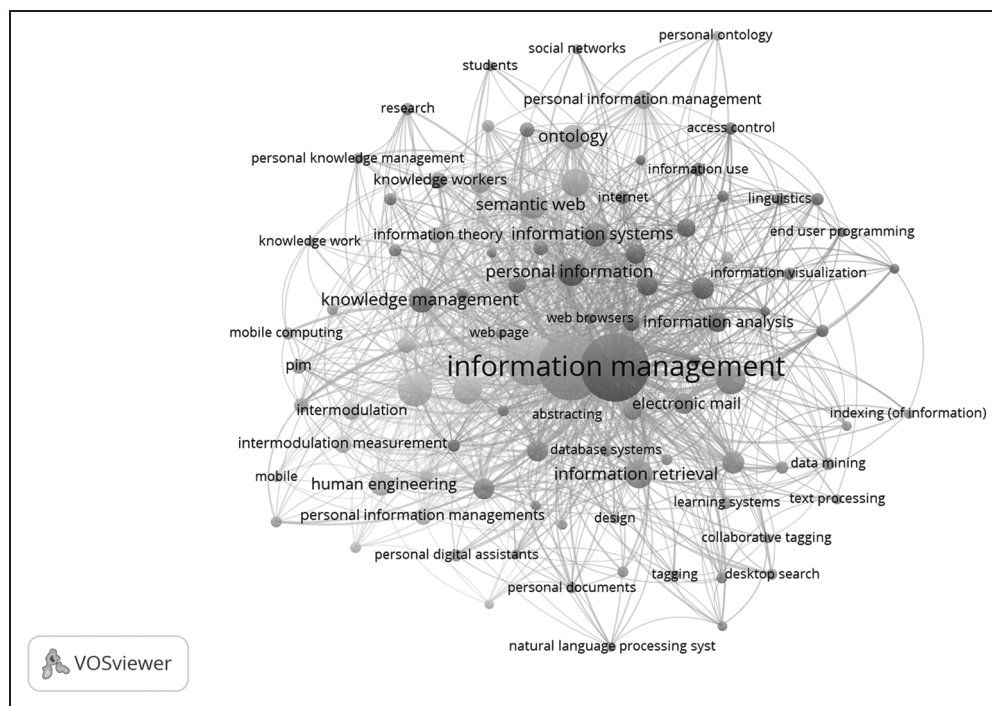 personal ontology
social networks
students
personal information management
research
access control
ontology
personal knowledge management
information use
knowledge workers
internet
linguistics
semantic web
end user programming
information theory
information systems
knowledge work
personal information
information visualization
knowledge management
web browsers
information analysis
mobile computing
web page
pim
information management
electronic mail
intermodulation
abstracting
indexing (of information)
intermodulation measurement
database systems
data mining
mobile
human engineering
information retrieval
text processing
personal information managements
design
learning systems
collaborative tagging
personal digital assistants
tagging
desktop search
personal documents
natural language processing syst
VOSviewer